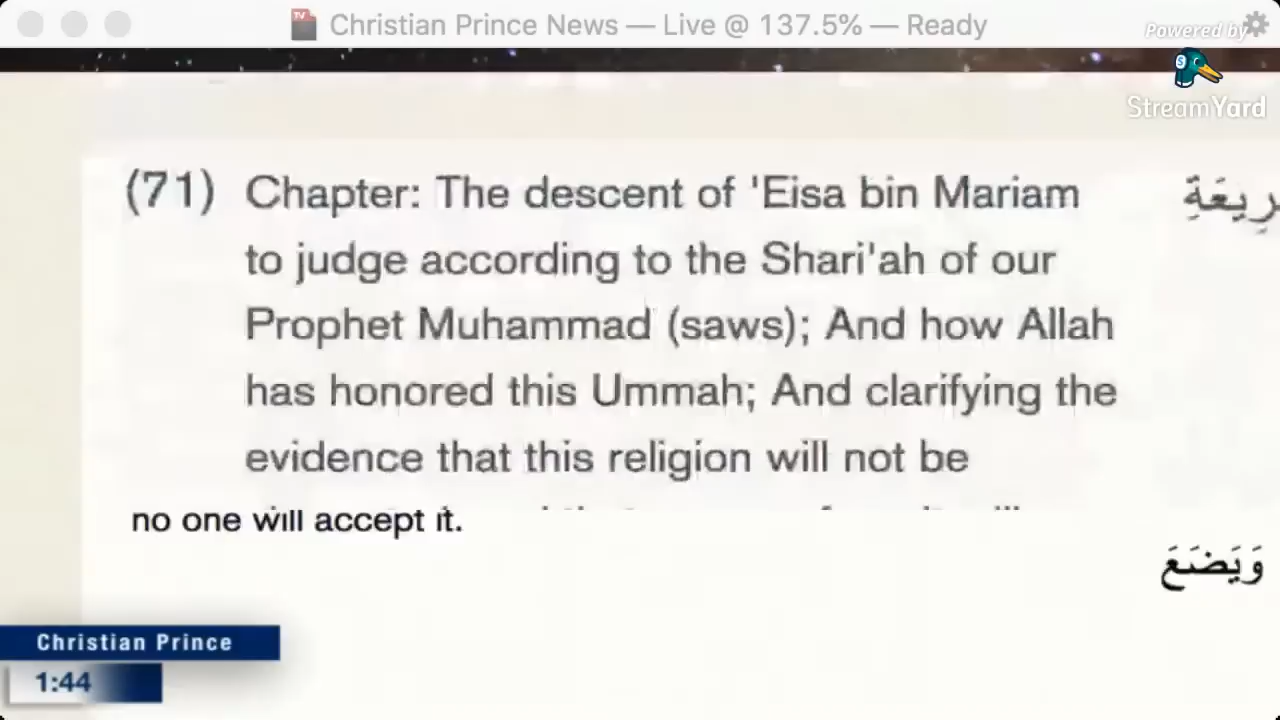 Christian Prince News — Live @ 137.5% — Ready
Powered by
StreamYard
(71) Chapter: The descent of 'Eisa bin Mariam
to judge according to the Shari'ah of our
Prophet Muhammad (saws); And how Allah
has honored this Ummah; And clarifying the
evidence that this religion will not be
no one will accept it.
وَيَضَعَ
Christian Prince
1:44